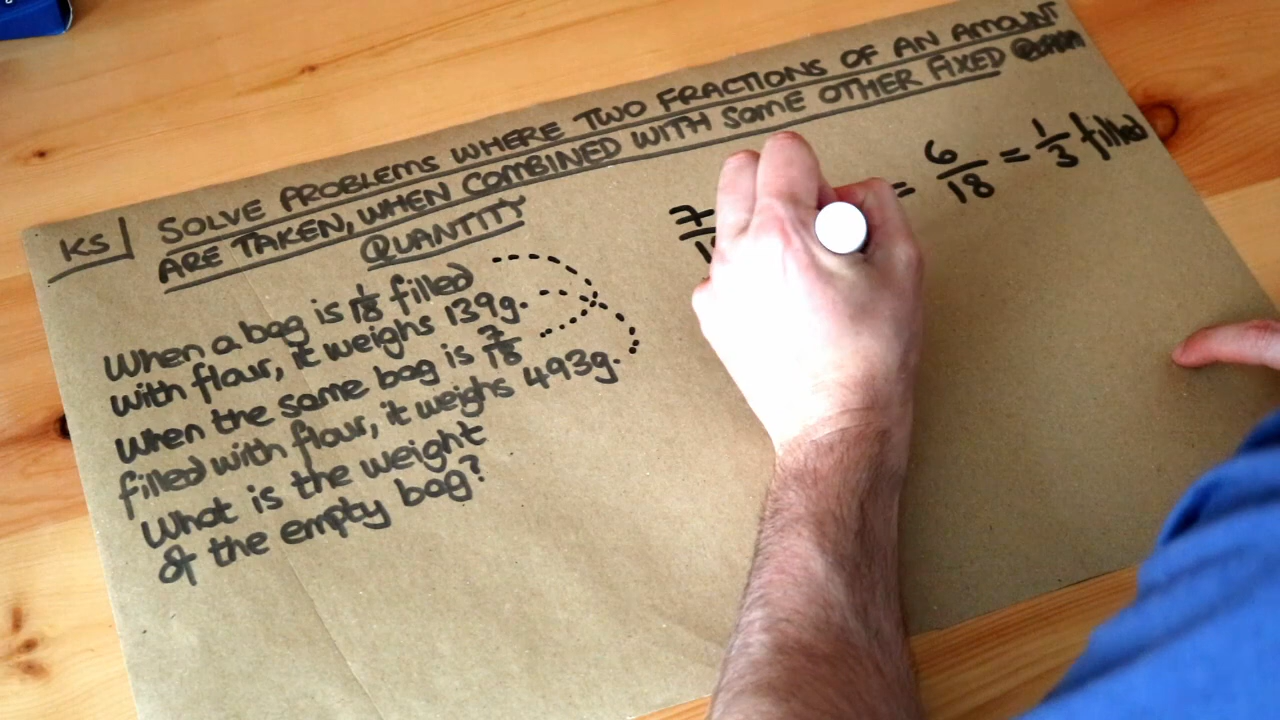 SOLVE PROBLEMS WHERE TWO FRACTIONS OF AN AMOUNT
ARE TAKEN, WHEN COMBINED WITH SOME OTHER FIXED
QUANTITY
KS
When a bag is 1/18 filled
with flour, it weighs 139g.
When the same bag is 7/18
filled with flour, it weighs 493g.
What is the weight
of the empty bag?
= 6/18 = 1/3 filled